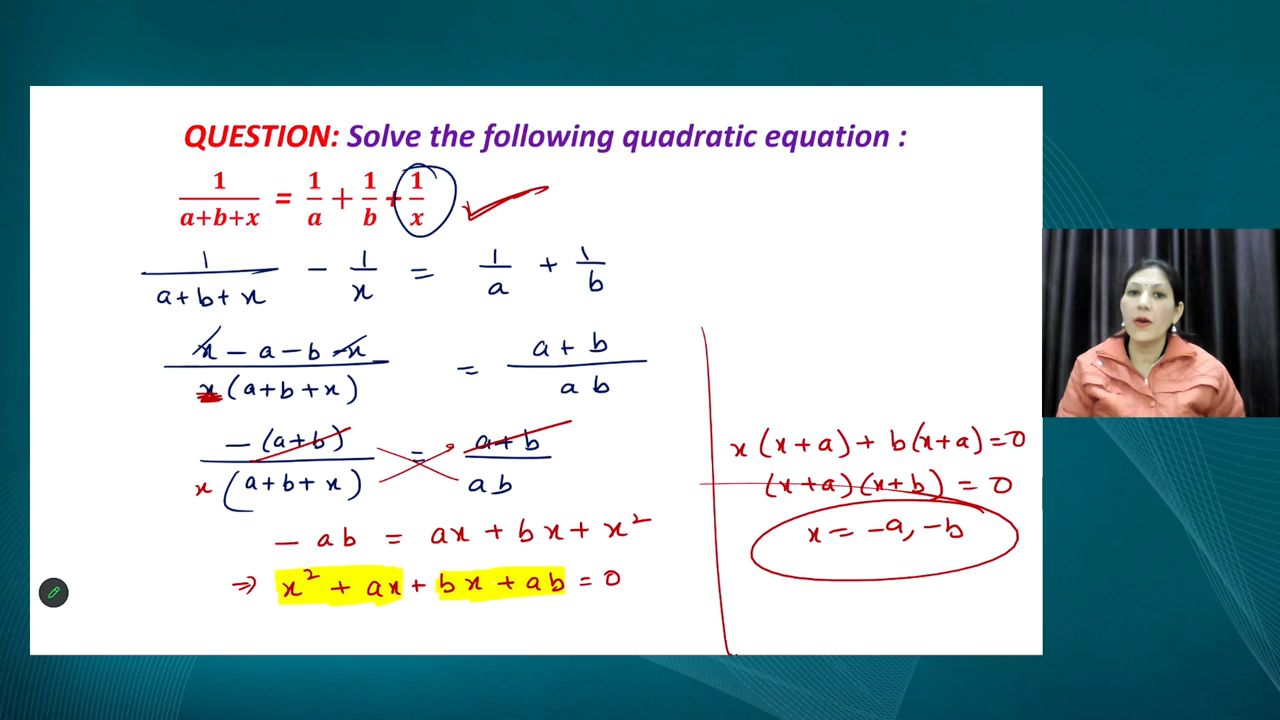 QUESTION: Solve the following quadratic equation :
1/(a+b+x) = 1/a + 1/b + 1/x
1/(a+b+x) - 1/x = 1/a + 1/b
(x - a - b - x)/(x(a+b+x)) = (a+b)/(ab)
-(a+b)/(x(a+b+x)) = (a+b)/(ab)
- ab = ax + bx + x²
⇒ x² + ax + bx + ab = 0
x(x+a) + b(x+a) = 0
(x+a)(x+b) = 0
x = -a, -b